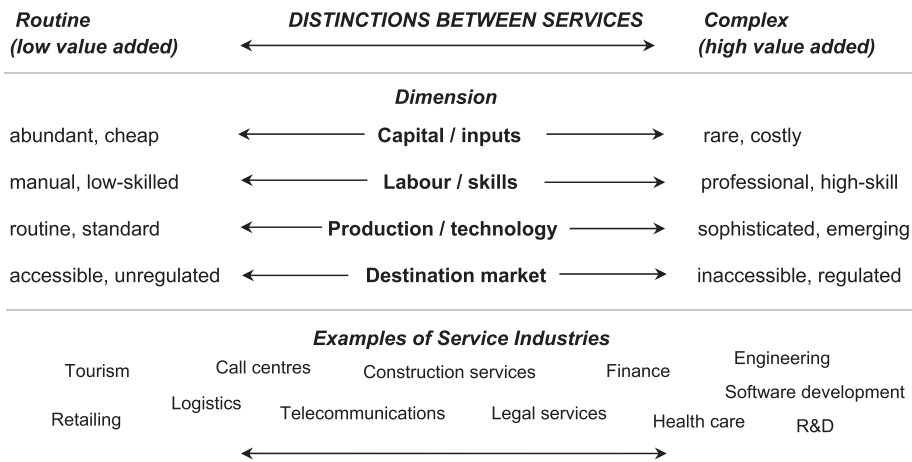 Routine DISTINCTIONS BETWEEN SERVICES Complex
(low value added) (high value added)
Dimension
abundant, cheap Capital / inputs rare, costly
manual, low-skilled Labour / skills professional, high-skill
routine, standard Production / technology sophisticated, emerging
accessible, unregulated Destination market inaccessible, regulated
Examples of Service Industries
Tourism Call centres Construction services Finance Engineering
Software development
Retailing Logistics Telecommunications Legal services Health care R&D